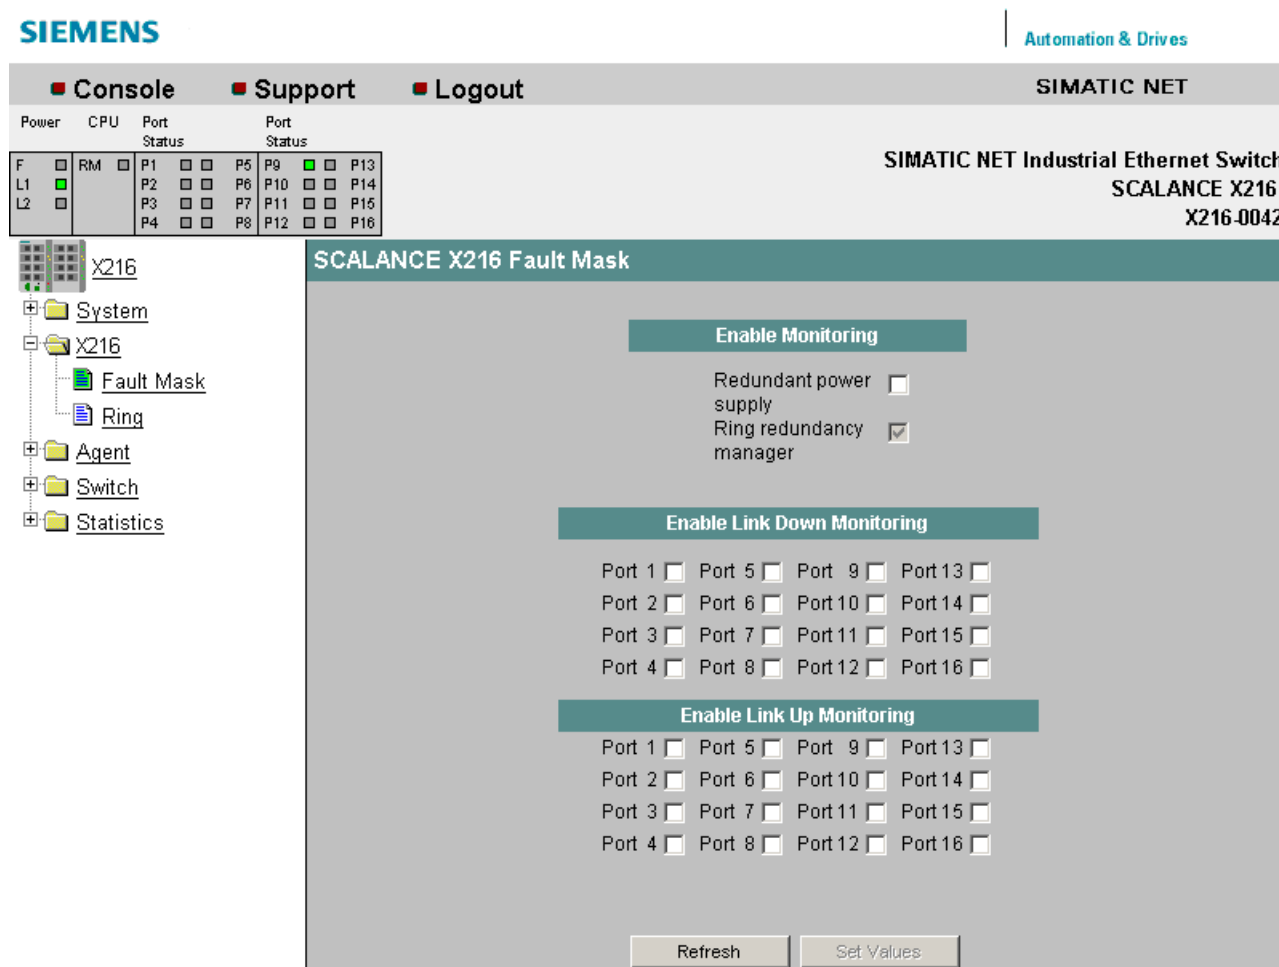 SIEMENS
Automation & Drives
Console Support Logout SIMATIC NET
Power CPU Port Status Port Status
F RM P1 P5 P9 P13
L1 P2 P6 P10 P14
L2 P3 P7 P11 P15
P4 P8 P12 P16
SIMATIC NET Industrial Ethernet Switch
SCALANCE X216
X216-0042
X216
System
X216
Fault Mask
Ring
Agent
Switch
Statistics
SCALANCE X216 Fault Mask
Enable Monitoring
Redundant power
supply
Ring redundancy
manager
Enable Link Down Monitoring
Port 1 Port 5 Port 9 Port 13
Port 2 Port 6 Port 10 Port 14
Port 3 Port 7 Port 11 Port 15
Port 4 Port 8 Port 12 Port 16
Enable Link Up Monitoring
Port 1 Port 5 Port 9 Port 13
Port 2 Port 6 Port 10 Port 14
Port 3 Port 7 Port 11 Port 15
Port 4 Port 8 Port 12 Port 16
Refresh Set Values